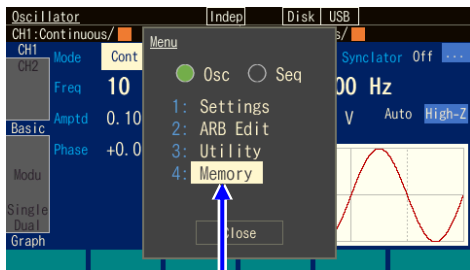 Oscillator Indep Disk USB
CH1:Continuous/ s/
CH1
CH2
Mode Cont Synclator Off ...
Freq 10 00 Hz
Amptd 0.10 V Auto High-Z
Basic
Phase +0.0
Modu
Single
Dual
Graph
Menu
Osc Seq
1: Settings
2: ARB Edit
3: Utility
4: Memory
Close